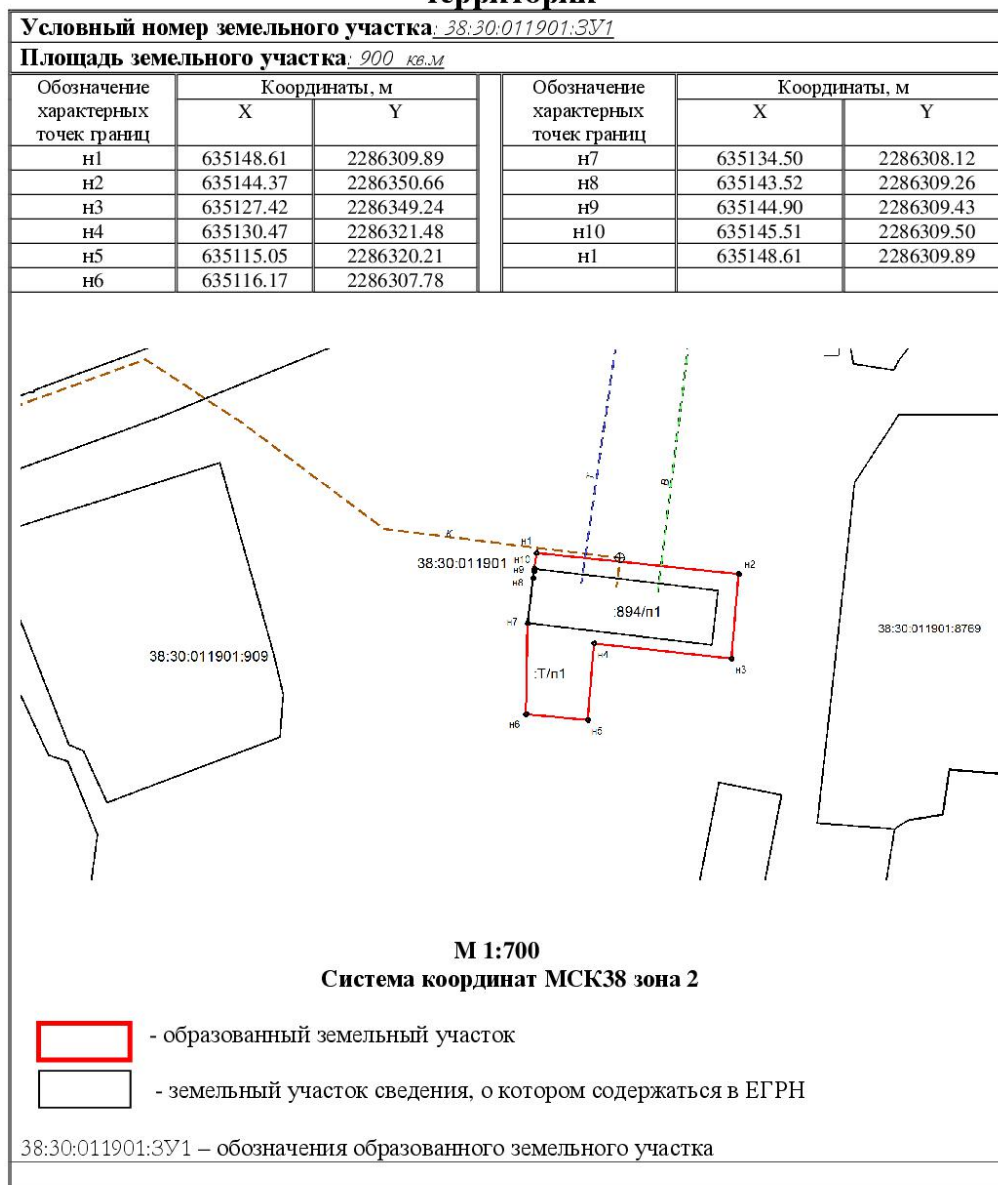 территории
Условный номер земельного участка: 38:30:011901:ЗУ1
Площадь земельного участка: 900 кв.м
Обозначение характерных точек границ Координаты, м Обозначение характерных точек границ Координаты, м
X Y X Y
н1 635148.61 2286309.89 н7 635134.50 2286308.12
н2 635144.37 2286350.66 н8 635143.52 2286309.26
н3 635127.42 2286349.24 н9 635144.90 2286309.43
н4 635130.47 2286321.48 н10 635145.51 2286309.50
н5 635115.05 2286320.21 н1 635148.61 2286309.89
н6 635116.17 2286307.78
Т
В
К
н1
38:30:011901
н10
н9
н8
н2
:894/п1
н7
38:30:011901:8769
н4
38:30:011901:909
н3
:Т/п1
н6
н5
М 1:700
Система координат МСК38 зона 2
- образованный земельный участок
- земельный участок сведения, о котором содержаться в ЕГРН
38:30:011901:ЗУ1 – обозначения образованного земельного участка